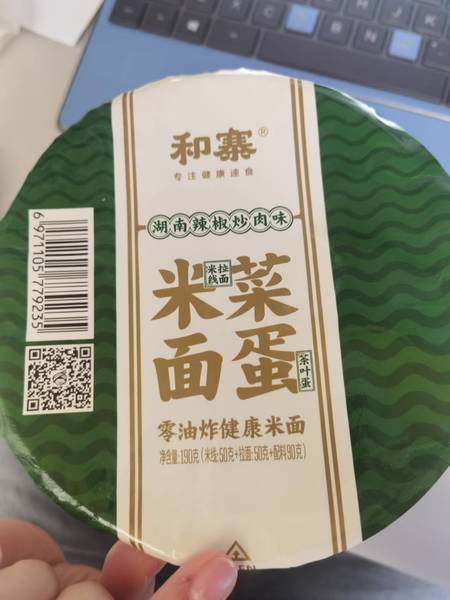 和寨®
专注健康速食
湖南辣椒炒肉味
菜蛋
米面
拉面
米线
茶叶蛋
零油炸健康米面
净含量:190克(米线:50克+拉面:50克+配料90克)
6971105779235